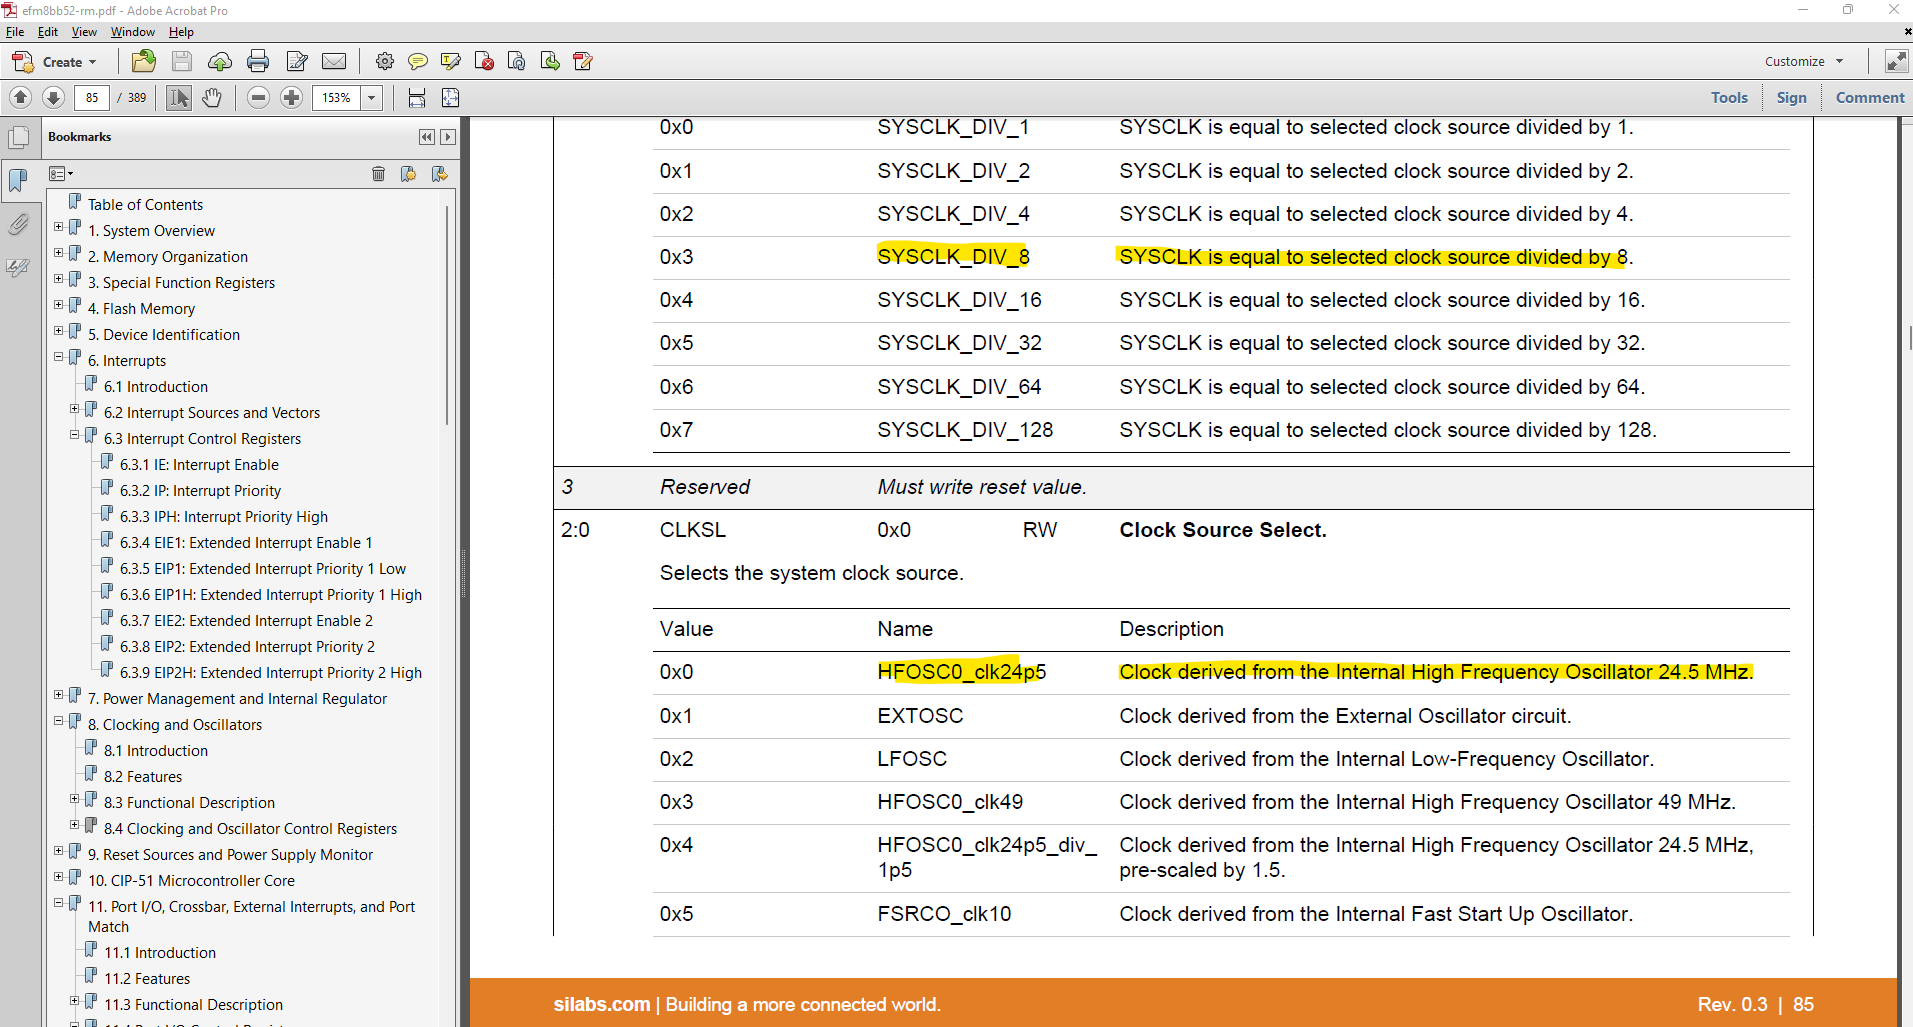 efm8bb52-rm.pdf - Adobe Acrobat Pro
File Edit View Window Help
Create
Customize
85 / 389
153%
Tools Sign Comment
Bookmarks
Table of Contents
1. System Overview
2. Memory Organization
3. Special Function Registers
4. Flash Memory
5. Device Identification
6. Interrupts
6.1 Introduction
6.2 Interrupt Sources and Vectors
6.3 Interrupt Control Registers
6.3.1 IE: Interrupt Enable
6.3.2 IP: Interrupt Priority
6.3.3 IPH: Interrupt Priority High
6.3.4 EIE1: Extended Interrupt Enable 1
6.3.5 EIP1: Extended Interrupt Priority 1 Low
6.3.6 EIP1H: Extended Interrupt Priority 1 High
6.3.7 EIE2: Extended Interrupt Enable 2
6.3.8 EIP2: Extended Interrupt Priority 2
6.3.9 EIP2H: Extended Interrupt Priority 2 High
7. Power Management and Internal Regulator
8. Clocking and Oscillators
8.1 Introduction
8.2 Features
8.3 Functional Description
8.4 Clocking and Oscillator Control Registers
9. Reset Sources and Power Supply Monitor
10. CIP-51 Microcontroller Core
11. Port I/O, Crossbar, External Interrupts, and Port
Match
11.1 Introduction
11.2 Features
11.3 Functional Description
0x0 SYSCLK_DIV_1 SYSCLK is equal to selected clock source divided by 1.
0x1 SYSCLK_DIV_2 SYSCLK is equal to selected clock source divided by 2.
0x2 SYSCLK_DIV_4 SYSCLK is equal to selected clock source divided by 4.
0x3 SYSCLK_DIV_8 SYSCLK is equal to selected clock source divided by 8.
0x4 SYSCLK_DIV_16 SYSCLK is equal to selected clock source divided by 16.
0x5 SYSCLK_DIV_32 SYSCLK is equal to selected clock source divided by 32.
0x6 SYSCLK_DIV_64 SYSCLK is equal to selected clock source divided by 64.
0x7 SYSCLK_DIV_128 SYSCLK is equal to selected clock source divided by 128.
3 Reserved Must write reset value.
2:0 CLKSL 0x0 RW Clock Source Select.
Selects the system clock source.
Value Name Description
0x0 HFOSC0_clk24p5 Clock derived from the Internal High Frequency Oscillator 24.5 MHz.
0x1 EXTOSC Clock derived from the External Oscillator circuit.
0x2 LFOSC Clock derived from the Internal Low-Frequency Oscillator.
0x3 HFOSC0_clk49 Clock derived from the Internal High Frequency Oscillator 49 MHz.
0x4 HFOSC0_clk24p5_div_ Clock derived from the Internal High Frequency Oscillator 24.5 MHz,
1p5 pre-scaled by 1.5.
0x5 FSRCO_clk10 Clock derived from the Internal Fast Start Up Oscillator.
silabs.com | Building a more connected world. Rev. 0.3 | 85